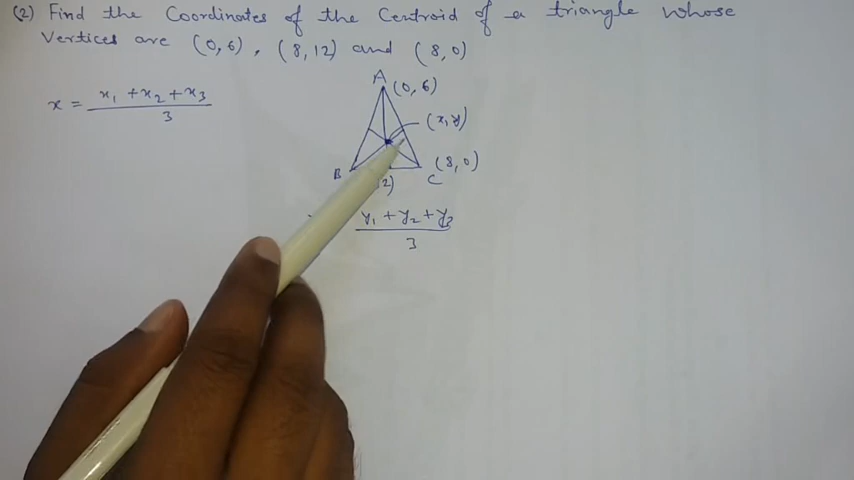 (2) Find the Coordinates of the Centroid of a triangle whose
Vertices are (0,6), (8,12) and (8,0)
x = x1 + x2 + x3 / 3
A (0,6)
(x,y)
B
C (8,0)
2)
y1 + y2 + y3 / 3